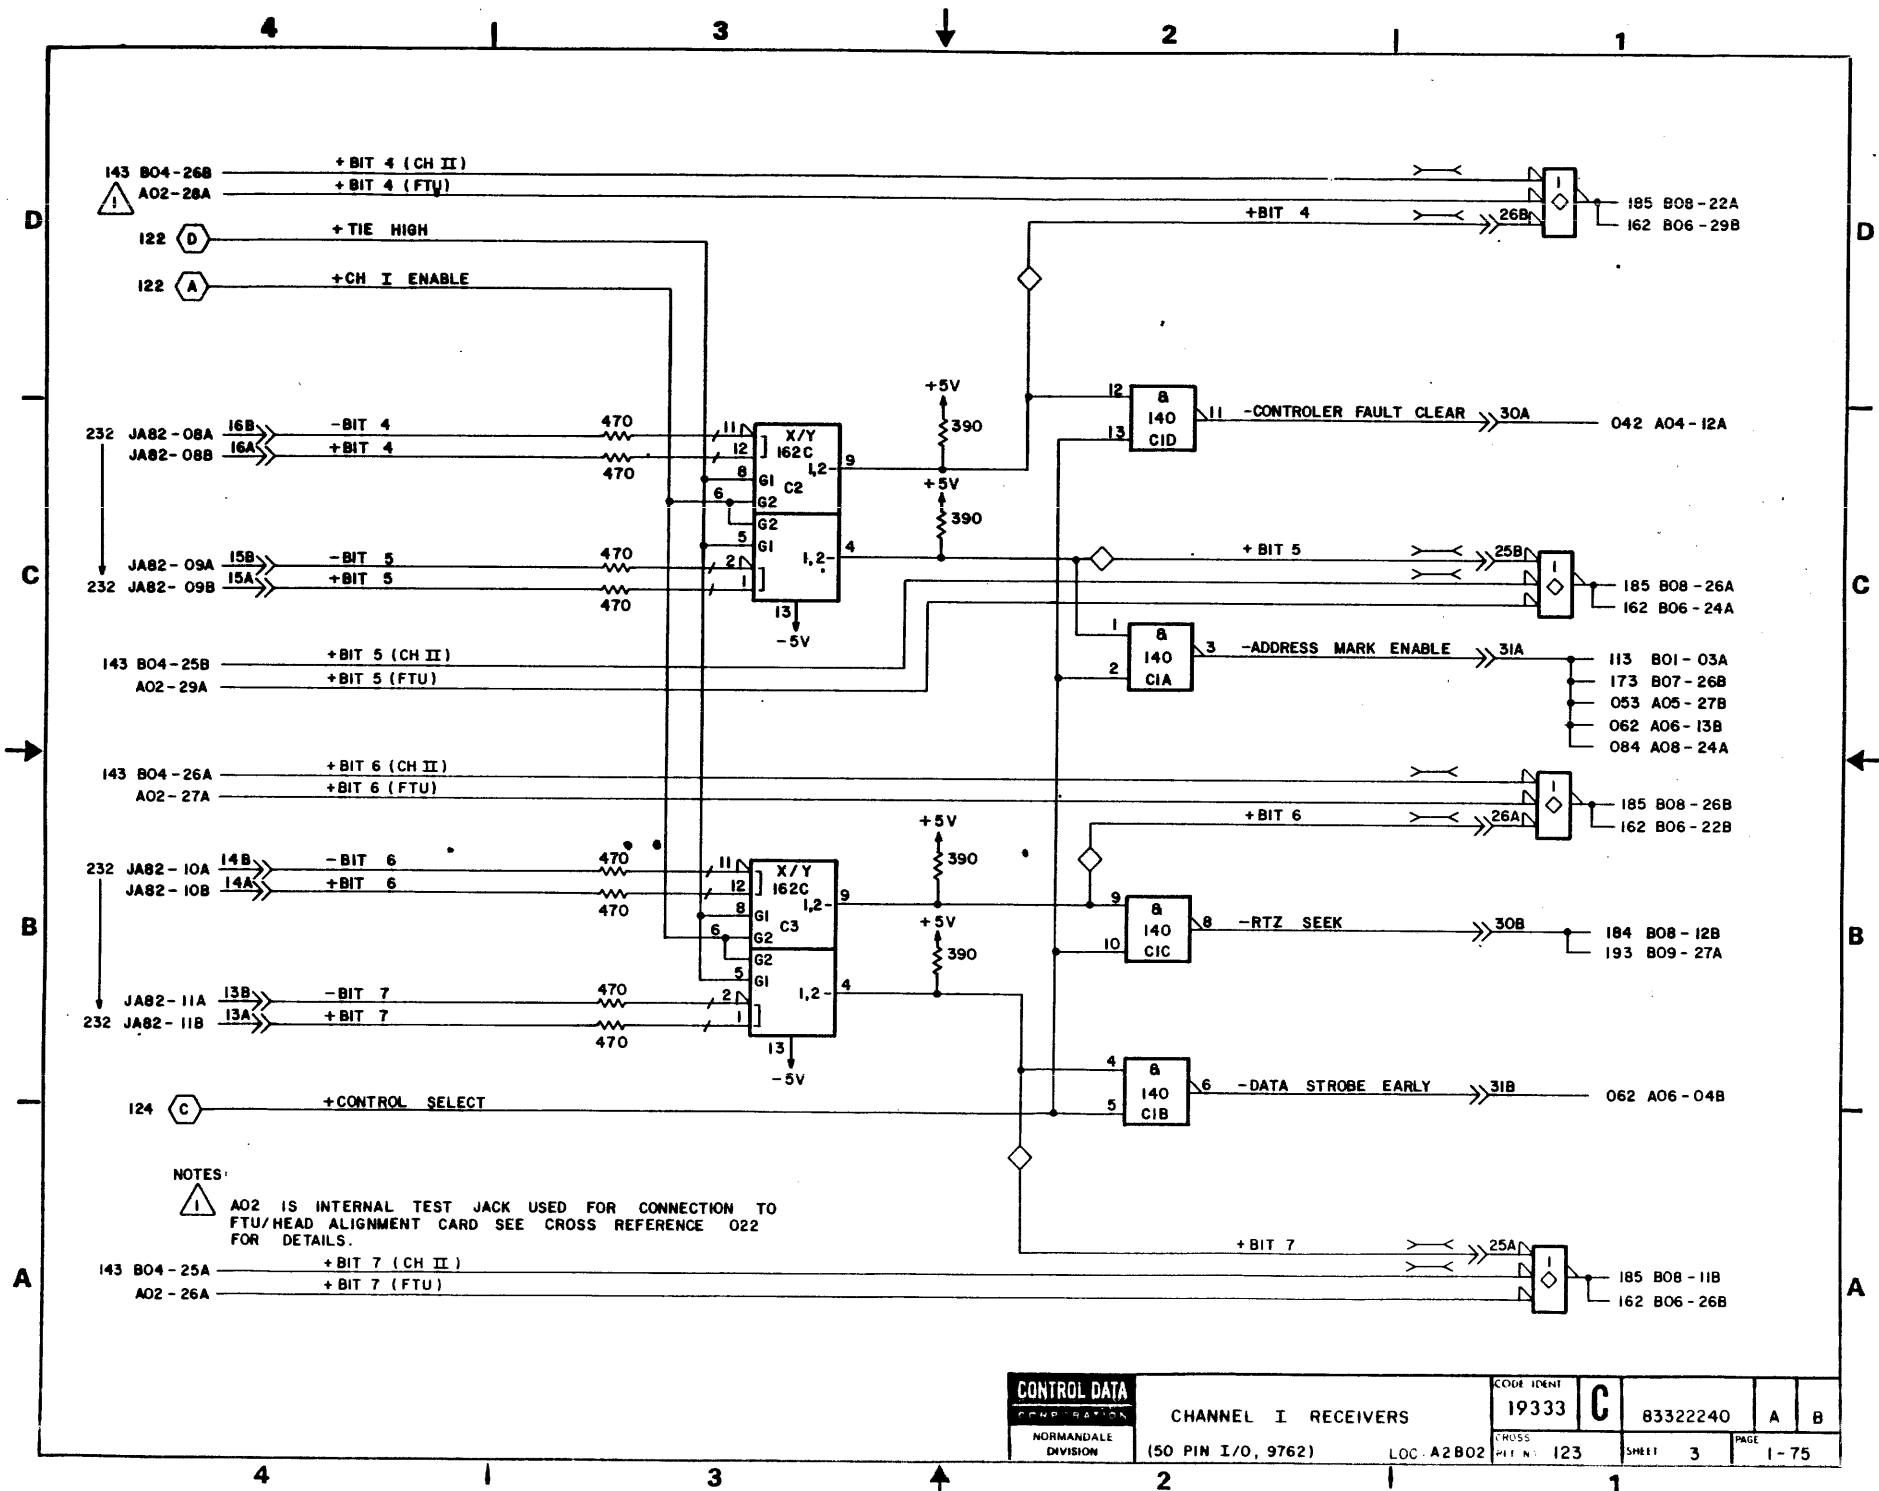 4 3 2 1
143 B04-26B +BIT 4 (CH II)
1 A02-28A +BIT 4 (FTU)
1
185 B08-22A
162 B06-29B
+BIT 4 26B
D D
122 D +TIE HIGH
122 A +CH I ENABLE
+5V
390
12 & 11 -CONTROLER FAULT CLEAR 30A 042 A04-12A
140
13 C1D
232 JA82-08A 16B -BIT 4 470 11
JA82-08B 16A +BIT 4 470 12
X/Y
162C
1,2 9
8 G1 C2
6 G2
+5V
390
G2
5 G1
1,2 4
JA82-09A 15B -BIT 5 470 2
232 JA82-09B 15A +BIT 5 470 1
13
-5V
+BIT 5 25B
1
185 B08-26A
162 B06-24A
C C
1 & 3 -ADDRESS MARK ENABLE 31A
140
2 C1A
113 B01-03A
173 B07-26B
053 A05-27B
062 A06-13B
084 A08-24A
143 B04-25B +BIT 5 (CH II)
A02-29A +BIT 5 (FTU)
143 B04-26A +BIT 6 (CH II)
A02-27A +BIT 6 (FTU)
1
185 B08-26B
162 B06-22B
+BIT 6 26A
+5V
390
232 JA82-10A 14B -BIT 6 470 11
JA82-10B 14A +BIT 6 470 12
X/Y
162C
1,2 9
8 G1 C3
6 G2
+5V
390
G2
5 G1
1,2 4
JA82-11A 13B -BIT 7 470 2
232 JA82-11B 13A +BIT 7 470 1
13
-5V
9 & 8 -RTZ SEEK 30B
140
10 C1C
184 B08-12B
193 B09-27A
B B
4 & 6 -DATA STROBE EARLY 31B 062 A06-04B
140
5 C1B
124 C +CONTROL SELECT
NOTES:
1 A02 IS INTERNAL TEST JACK USED FOR CONNECTION TO
FTU/HEAD ALIGNMENT CARD SEE CROSS REFERENCE 022
FOR DETAILS.
+BIT 7 25A
1
143 B04-25A +BIT 7 (CH II)
A02-26A +BIT 7 (FTU)
185 B08-11B
162 B06-26B
A A
CONTROL DATA
CORPORATION
NORMANDALE
DIVISION
CHANNEL I RECEIVERS
(50 PIN I/O, 9762) LOC A2B02
CODE IDENT
19333
C
83322240 A B
CROSS
REF NO 123
SHEET 3
PAGE
1-75
4 3 2 1